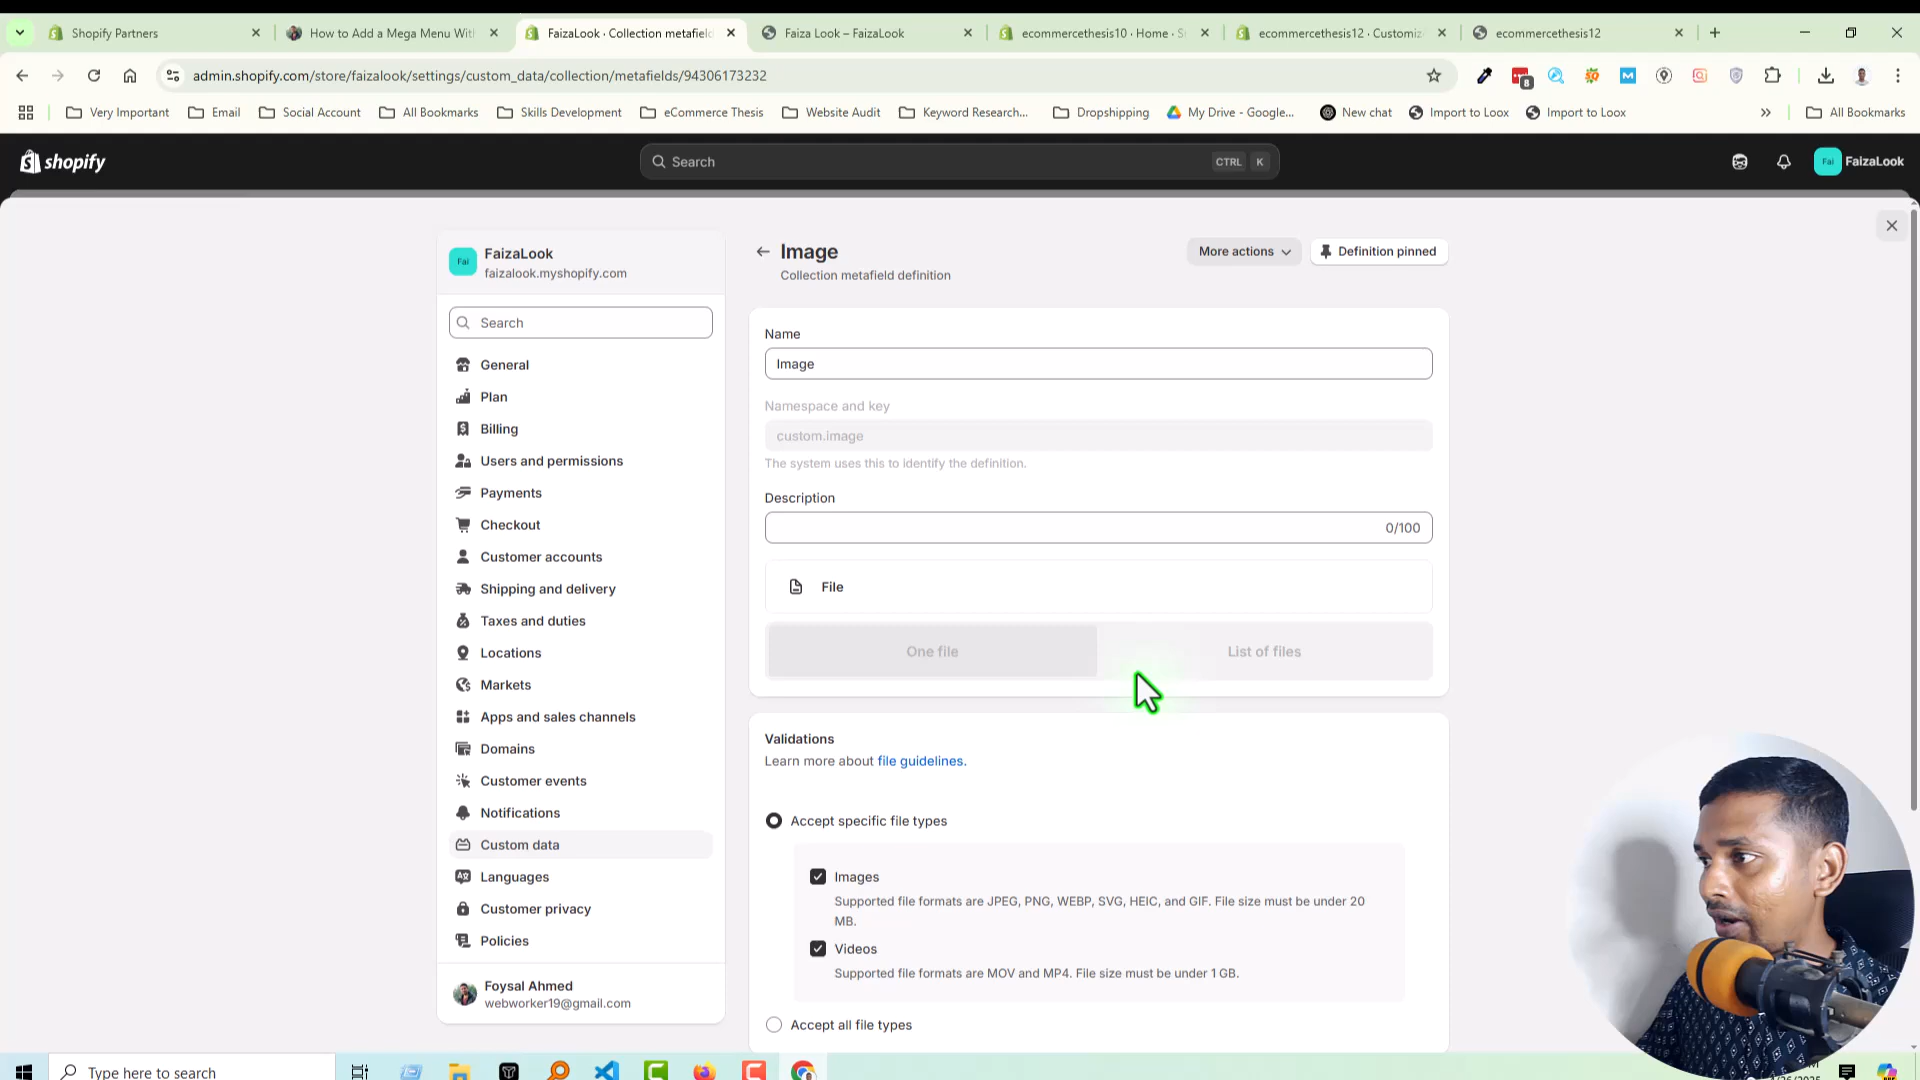 Shopify Partners
How to Add a Mega Menu Wit
FaizaLook · Collection metafield
Faiza Look – FaizaLook
ecommercethesis10 · Home · S
ecommercethesis12 · Customiz
ecommercethesis12
admin.shopify.com/store/faizalook/settings/custom_data/collection/metafields/94306173232
8
Very Important
Email
Social Account
All Bookmarks
Skills Development
eCommerce Thesis
Website Audit
Keyword Research...
Dropshipping
My Drive - Google...
New chat
Import to Loox
Import to Loox
»
All Bookmarks
shopify
Search
CTRL K
Fai
FaizaLook
Fai
FaizaLook
faizalook.myshopify.com
Search
General
Plan
Billing
Users and permissions
Payments
Checkout
Customer accounts
Shipping and delivery
Taxes and duties
Locations
Markets
Apps and sales channels
Domains
Customer events
Notifications
Custom data
Languages
Customer privacy
Policies
Foysal Ahmed
webworker19@gmail.com
Image
Collection metafield definition
More actions
Definition pinned
Name
Image
Namespace and key
custom.image
The system uses this to identify the definition.
Description
0/100
File
One file
List of files
Validations
Learn more about file guidelines.
Accept specific file types
Images
Supported file formats are JPEG, PNG, WEBP, SVG, HEIC, and GIF. File size must be under 20
MB.
Videos
Supported file formats are MOV and MP4. File size must be under 1 GB.
Accept all file types
Type here to search